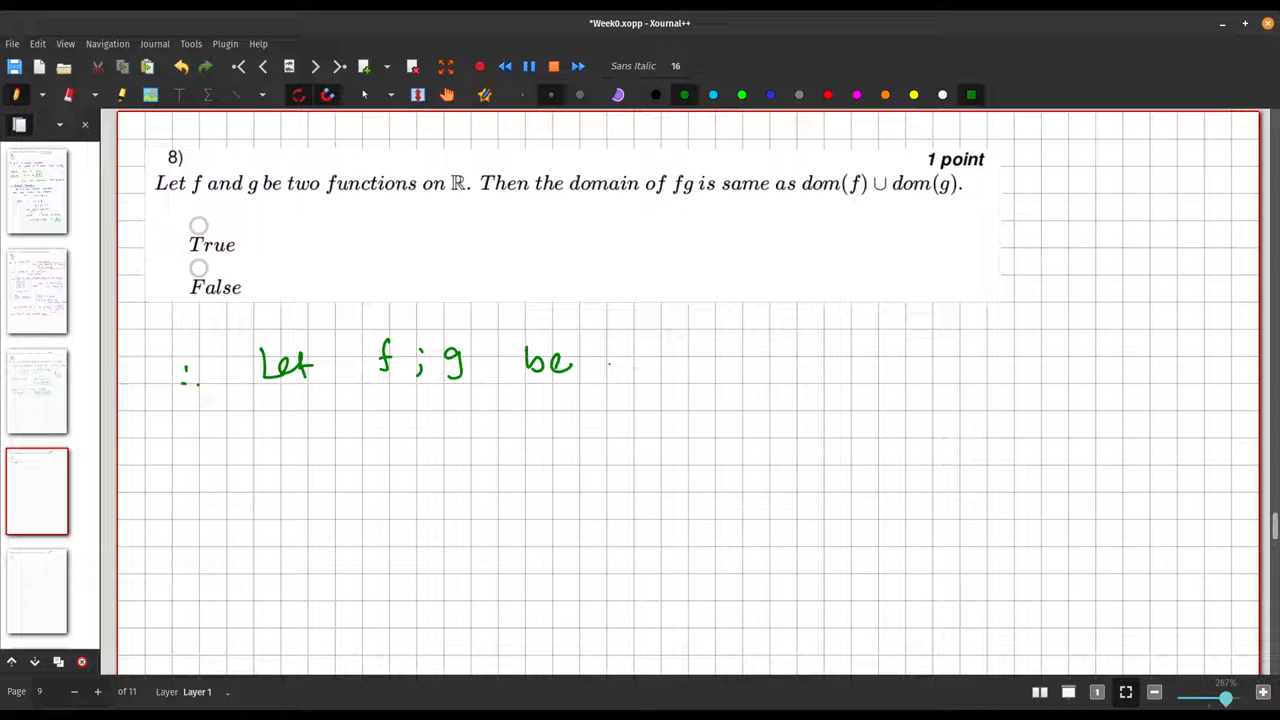 *Week0.xopp - Xournal++
File Edit View Navigation Journal Tools Plugin Help
Sans Italic 16
8) 1 point
Let f and g be two functions on ℝ. Then the domain of fg is same as dom(f) ∪ dom(g).
True
False
∴ Let f ; g be
Page 9 of 11 Layer Layer 1 287%